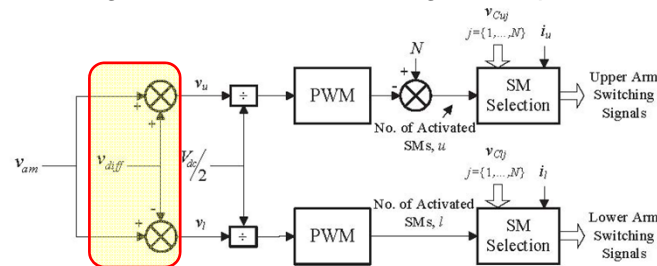 v_Cuj
j={1,...,N}
i_u
N
+
-
v_u
÷
PWM
SM
Selection
Upper Arm
Switching
Signals
No. of Activated
SMs, u
+
+
v_am
v_diff
V_dc/2
v_Clj
j={1,...,N}
i_l
-
+
v_l
÷
PWM
No. of Activated
SMs, l
SM
Selection
Lower Arm
Switching
Signals